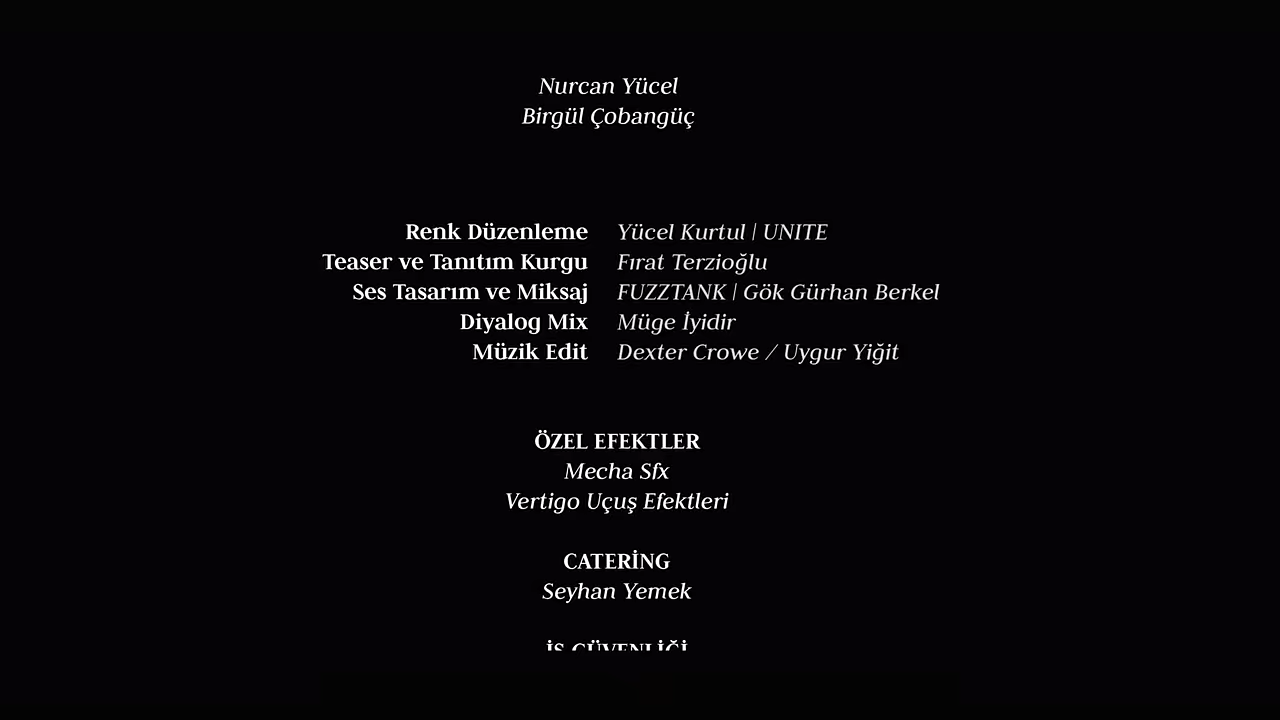 Nurcan Yücel
Birgül Çobangüç
Renk Düzenleme Yücel Kurtul | UNITE
Teaser ve Tanıtım Kurgu Fırat Terzioğlu
Ses Tasarım ve Miksaj FUZZTANK | Gök Gürhan Berkel
Diyalog Mix Müge İyidir
Müzik Edit Dexter Crowe / Uygur Yiğit
ÖZEL EFEKTLER
Mecha Sfx
Vertigo Uçuş Efektleri
CATERİNG
Seyhan Yemek
İŞ GÜVENLİĞİ